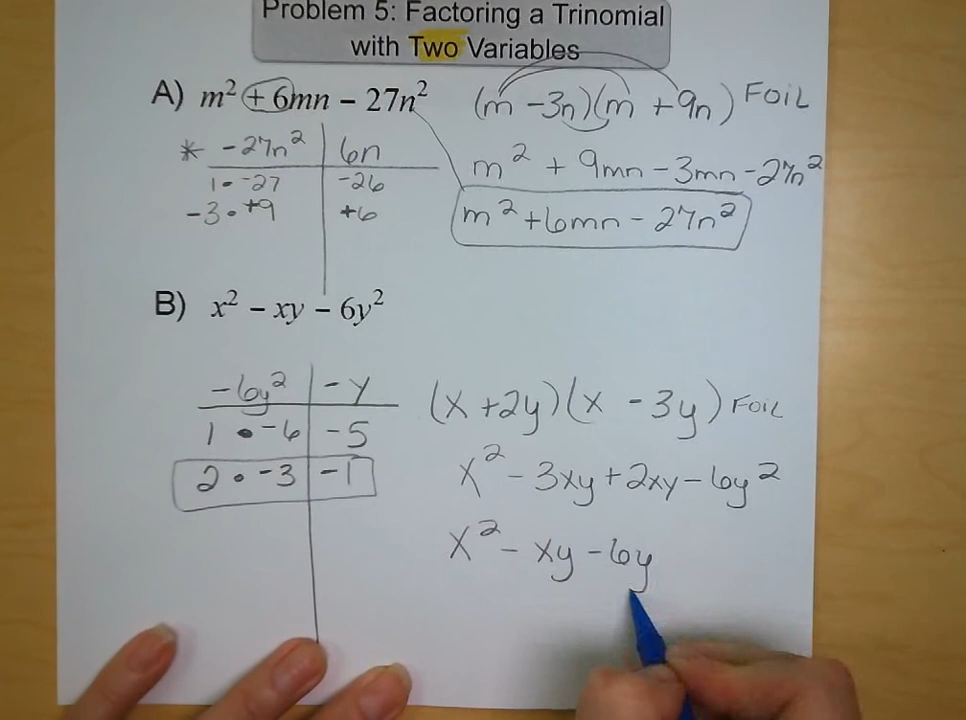 Problem 5: Factoring a Trinomial
with Two Variables
A) m² + 6mn − 27n²
(m -3n)(m +9n) FOIL
* -27n² | 6n
1 · -27 | -26
-3 · +9 | +6
m² + 9mn - 3mn - 27n²
m² + 6mn - 27n²
B) x² − xy − 6y²
-6y² | -y
1 · -6 | -5
2 · -3 | -1
(x +2y)(x - 3y) FOIL
x² - 3xy + 2xy - 6y²
x² - xy - 6y